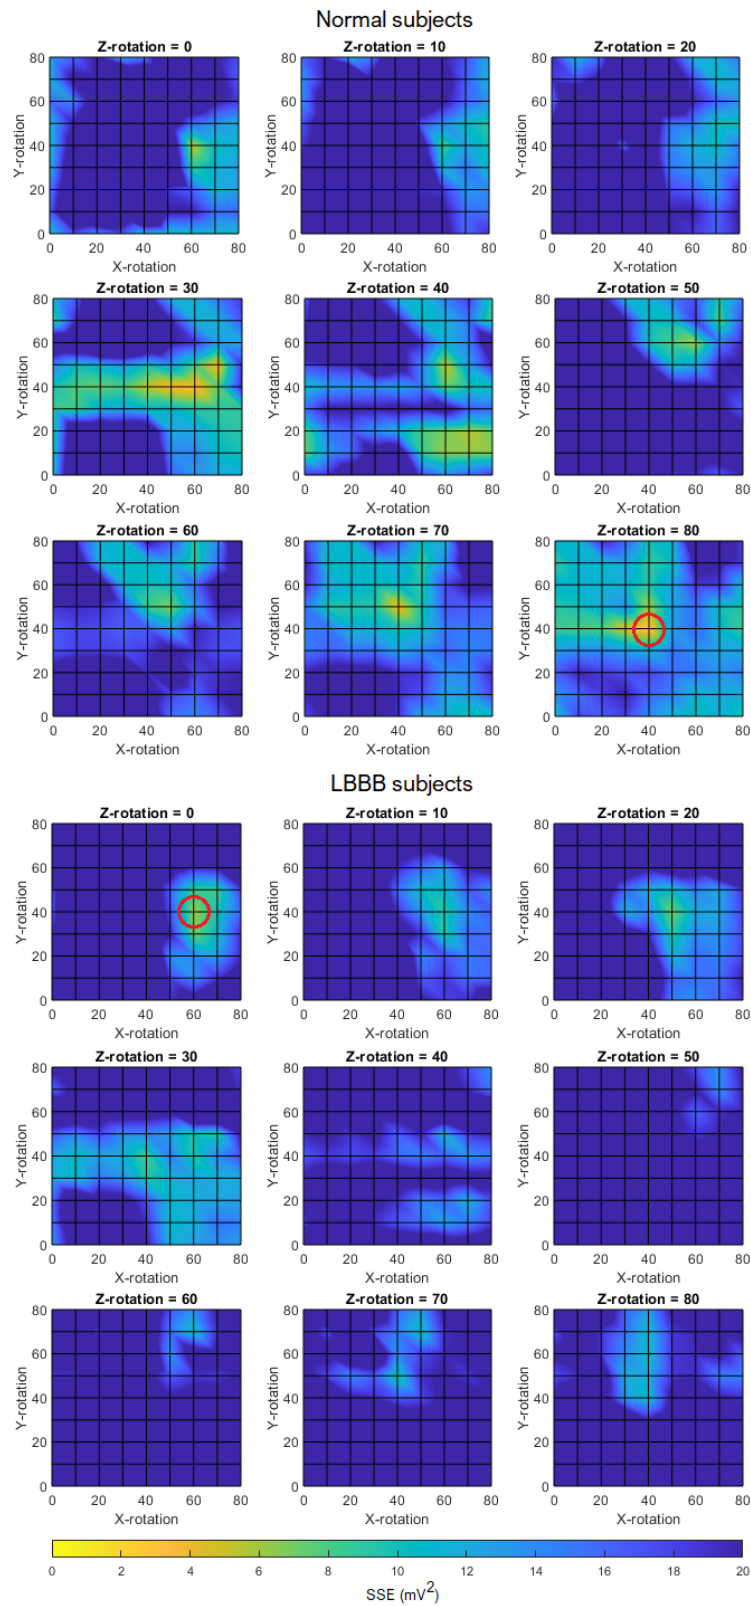 Normal subjects
Z-rotation = 0 Z-rotation = 10 Z-rotation = 20
80 80 80
60 60 60
40 40 40
20 20 20
0 0 0
Y-rotation Y-rotation Y-rotation
0 20 40 60 80 0 20 40 60 80 0 20 40 60 80
X-rotation X-rotation X-rotation
Z-rotation = 30 Z-rotation = 40 Z-rotation = 50
80 80 80
60 60 60
40 40 40
20 20 20
0 0 0
Y-rotation Y-rotation Y-rotation
0 20 40 60 80 0 20 40 60 80 0 20 40 60 80
X-rotation X-rotation X-rotation
Z-rotation = 60 Z-rotation = 70 Z-rotation = 80
80 80 80
60 60 60
40 40 40
20 20 20
0 0 0
Y-rotation Y-rotation Y-rotation
0 20 40 60 80 0 20 40 60 80 0 20 40 60 80
X-rotation X-rotation X-rotation
LBBB subjects
Z-rotation = 0 Z-rotation = 10 Z-rotation = 20
80 80 80
60 60 60
40 40 40
20 20 20
0 0 0
Y-rotation Y-rotation Y-rotation
0 20 40 60 80 0 20 40 60 80 0 20 40 60 80
X-rotation X-rotation X-rotation
Z-rotation = 30 Z-rotation = 40 Z-rotation = 50
80 80 80
60 60 60
40 40 40
20 20 20
0 0 0
Y-rotation Y-rotation Y-rotation
0 20 40 60 80 0 20 40 60 80 0 20 40 60 80
X-rotation X-rotation X-rotation
Z-rotation = 60 Z-rotation = 70 Z-rotation = 80
80 80 80
60 60 60
40 40 40
20 20 20
0 0 0
Y-rotation Y-rotation Y-rotation
0 20 40 60 80 0 20 40 60 80 0 20 40 60 80
X-rotation X-rotation X-rotation
0 2 4 6 8 10 12 14 16 18 20
SSE (mV²)